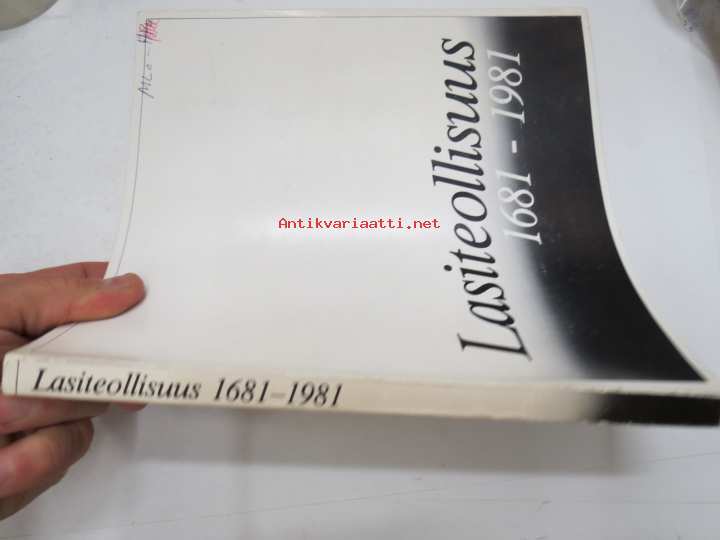 Lasiteollisuus
1681 - 1981
Antikvariaatti.net
Lasiteollisuus 1681-1981